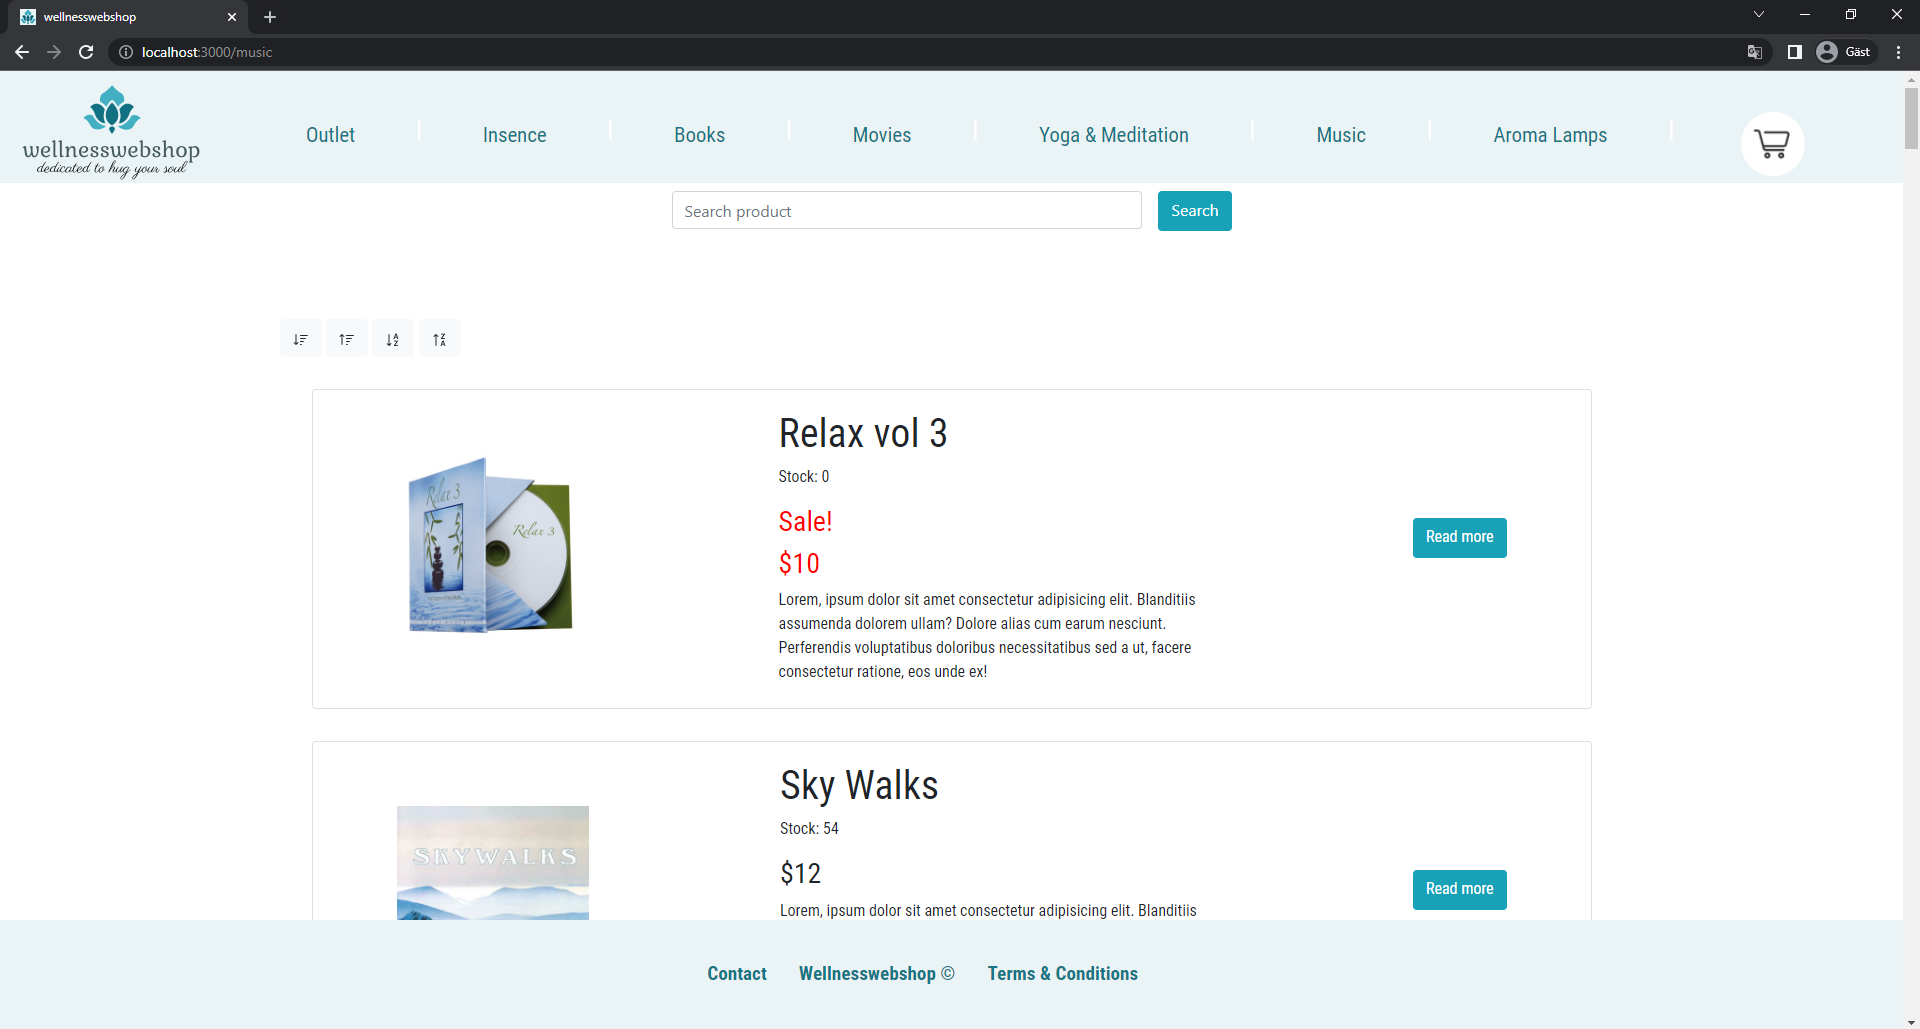 wellnesswebshop
localhost:3000/music
Gäst
wellnesswebshop
dedicated to hug your soul
Outlet
Insence
Books
Movies
Yoga & Meditation
Music
Aroma Lamps
Search product
Search
A
Z
Z
A
Relax 3
Relax 3
Relax vol 3
Stock: 0
Sale!
$10
Lorem, ipsum dolor sit amet consectetur adipisicing elit. Blanditiis
assumenda dolorem ullam? Dolore alias cum earum nesciunt.
Perferendis voluptatibus doloribus necessitatibus sed a ut, facere
consectetur ratione, eos unde ex!
Read more
SKYWALKS
Sky Walks
Stock: 54
$12
Lorem, ipsum dolor sit amet consectetur adipisicing elit. Blanditiis
Read more
Contact
Wellnesswebshop ©
Terms & Conditions